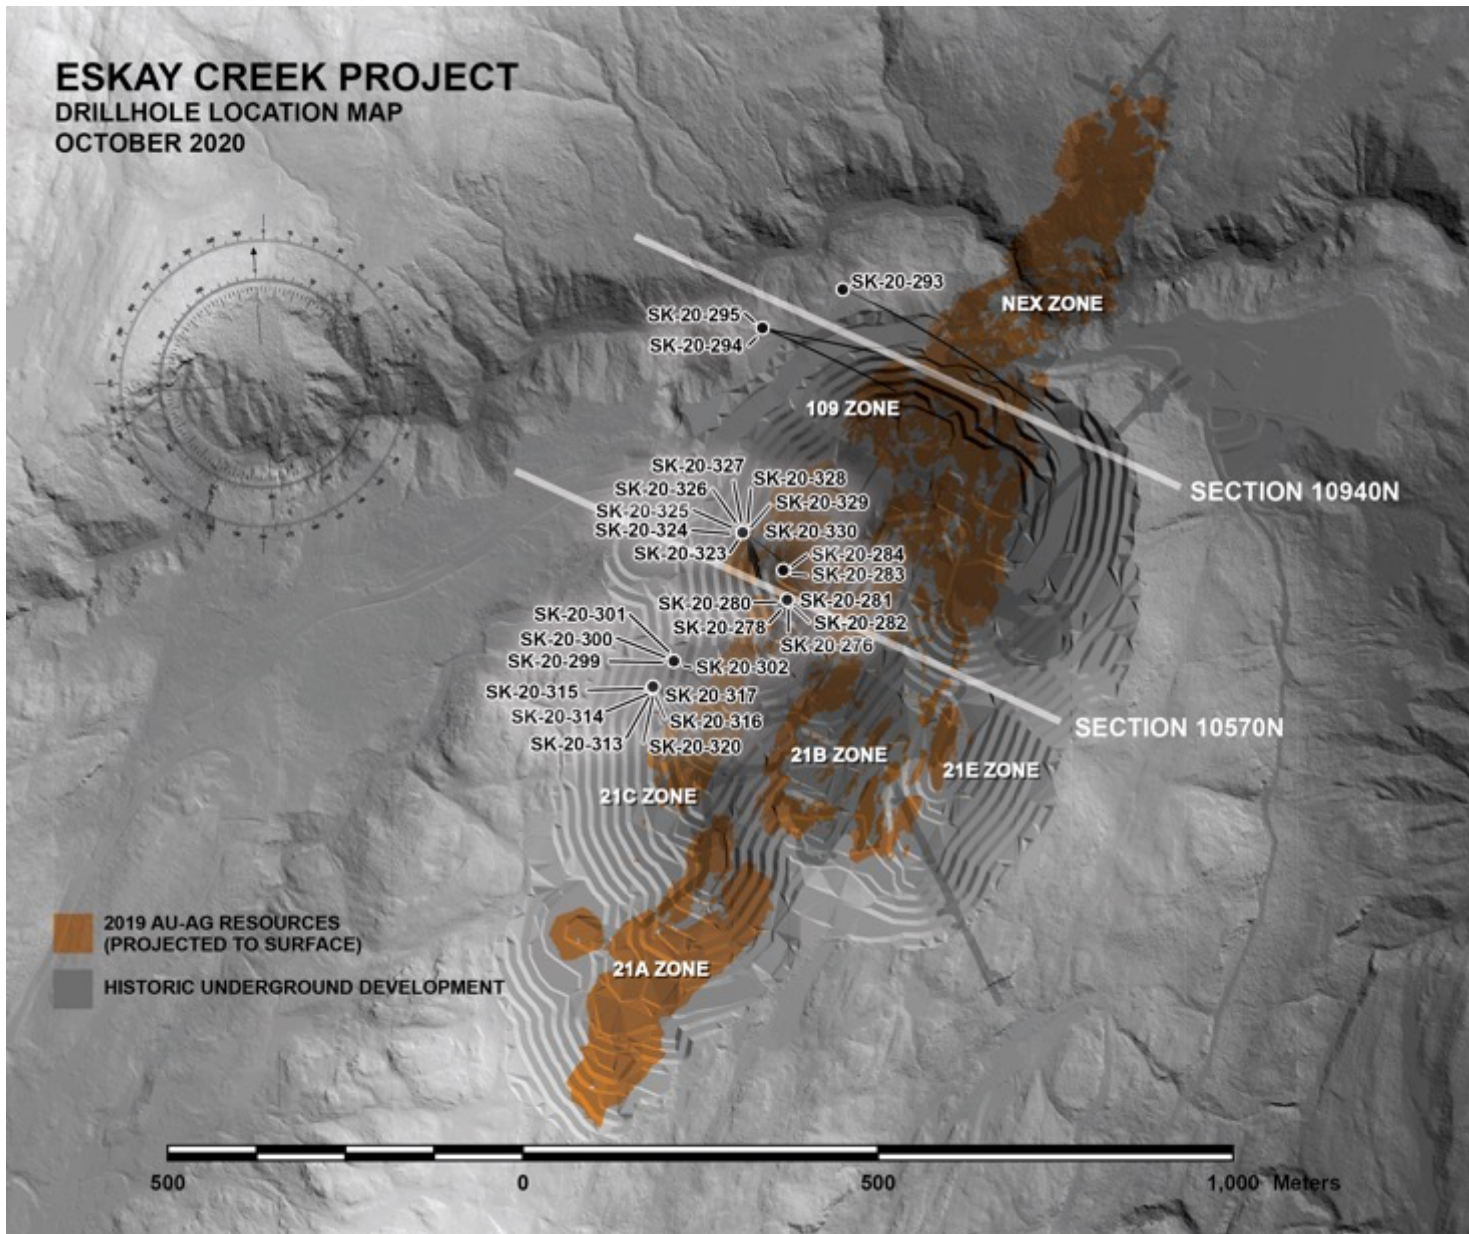 ESKAY CREEK PROJECT
DRILLHOLE LOCATION MAP
OCTOBER 2020
SK-20-293
NEX ZONE
SK-20-295
SK-20-294
109 ZONE
SECTION 10940N
SK-20-327
SK-20-328
SK-20-326
SK-20-329
SK-20-325
SK-20-324
SK-20-330
SK-20-323
SK-20-284
SK-20-283
SK-20-280
SK-20-281
SK-20-301
SK-20-278
SK-20-282
SK-20-300
SK-20-276
SK-20-299
SK-20-302
SK-20-315
SK-20-317
SK-20-314
SK-20-316
SK-20-313
SK-20-320
SECTION 10570N
21B ZONE
21E ZONE
21C ZONE
2019 AU-AG RESOURCES
(PROJECTED TO SURFACE)
21A ZONE
HISTORIC UNDERGROUND DEVELOPMENT
500
0
500
1,000 Meters